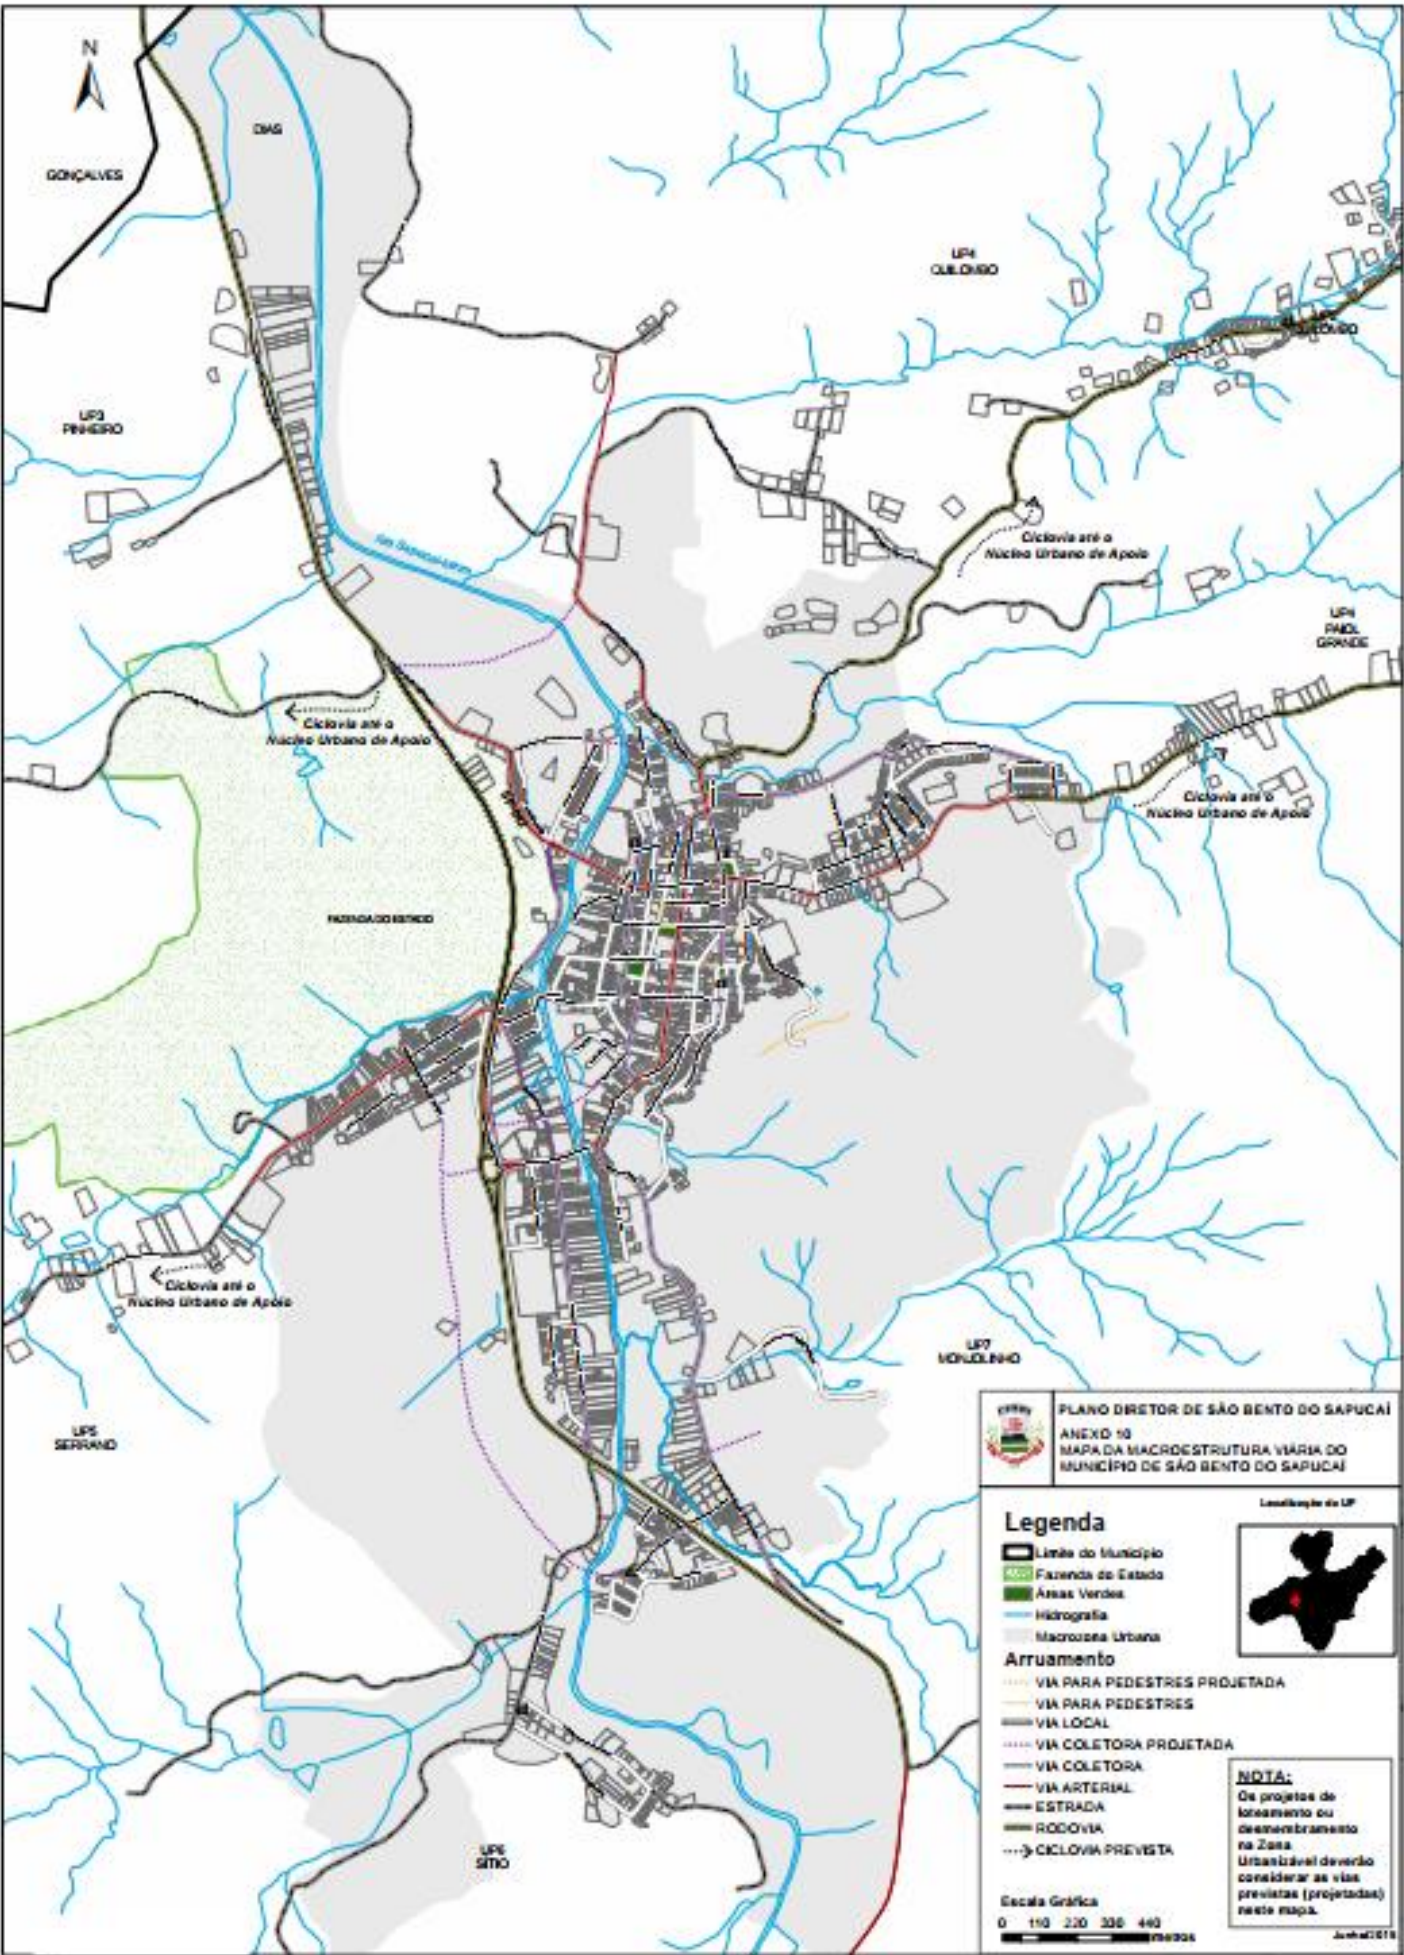 N
DIAS
GONÇALVES
UP4
QUILOMBO
QUILOMBO
UP3
PINHEIRO
Ciclovia até o
Núcleo Urbano de Apoio
UP4
PAIOL
GRANDE
Ciclovia até o
Núcleo Urbano de Apoio
Ciclovia até o
Núcleo Urbano de Apoio
FAZENDA DO ESTADO
Ciclovia até o
Núcleo Urbano de Apoio
UP7
MONJOLINHO
UP5
SERRANO
UP6
SÍTIO
PLANO DIRETOR DE SÃO BENTO DO SAPUCAÍ
ANEXO 10
MAPA DA MACROESTRUTURA VIÁRIA DO
MUNICÍPIO DE SÃO BENTO DO SAPUCAÍ
Localização da UP
Legenda
Limite do Município
Fazenda do Estado
Áreas Verdes
Hidrografia
Macrozona Urbana
Arruamento
VIA PARA PEDESTRES PROJETADA
VIA PARA PEDESTRES
VIA LOCAL
VIA COLETORA PROJETADA
VIA COLETORA
VIA ARTERIAL
ESTRADA
RODOVIA
CICLOVIA PREVISTA
NOTA:
Os projetos de
loteamento ou
desmembramento
na Zona
Urbanizável deverão
considerar as vias
previstas (projetadas)
neste mapa.
Escala Gráfica
0 110 220 330 440
metros